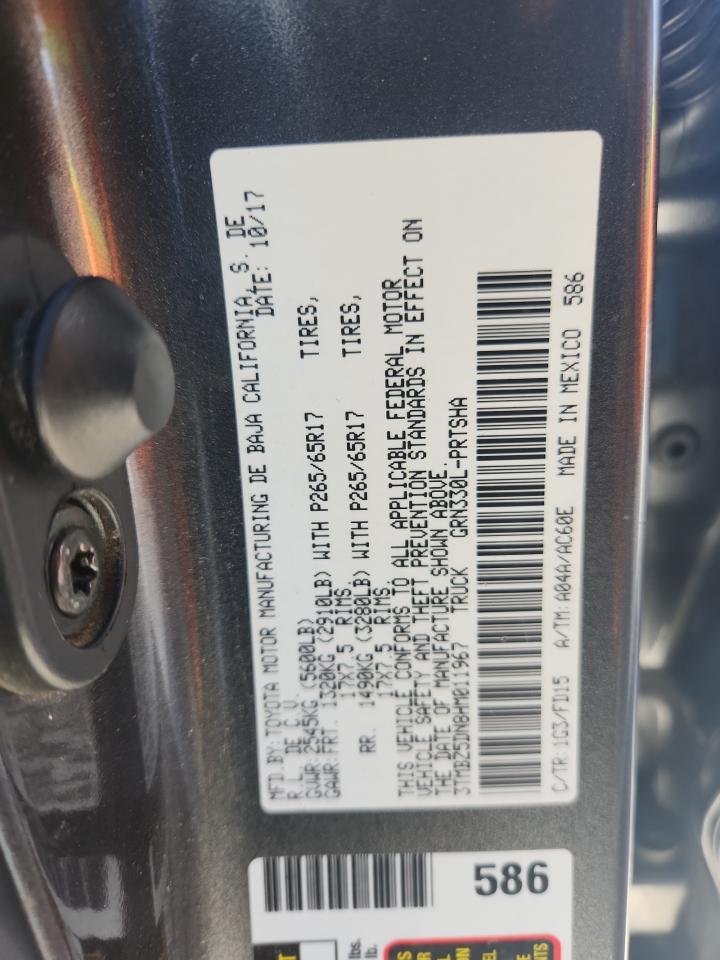 MFD.BY: TOYOTA MOTOR MANUFACTURING DE BAJA CALIFORNIA, S. DE
R. L. DE C.V. DATE: 10/17
GVWR: 2545KG (5600LB)
GAWR: FRT. 1320KG (2910LB) WITH P265/65R17 TIRES,
17X7.5 RIMS,
RR. 1490KG (3280LB) WITH P265/65R17 TIRES,
17X7.5 RIMS.
THIS VEHICLE CONFORMS TO ALL APPLICABLE FEDERAL MOTOR
VEHICLE SAFETY AND THEFT PREVENTION STANDARDS IN EFFECT ON
THE DATE OF MANUFACTURE SHOWN ABOVE.
3TMBZ5DN8HM011967 TRUCK GRN330L-PRTSHA
C/TR: 1G3/FD15 A/TM: A04A/AC60E MADE IN MEXICO 586
586
lbs.
lb.